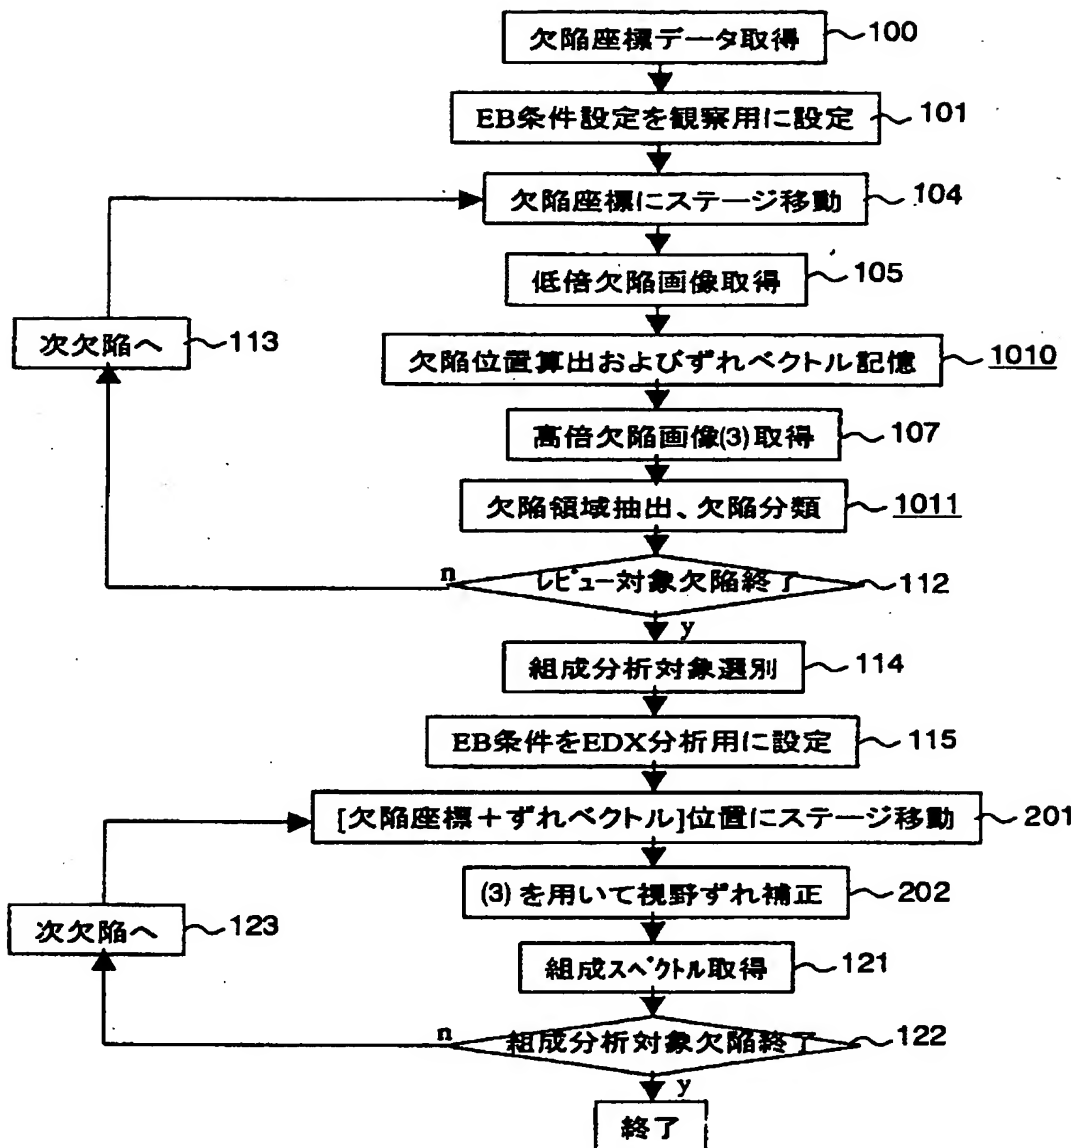 欠陥座標データ取得 100
EB条件設定を観察用に設定 101
欠陥座標にステージ移動 104
低倍欠陥画像取得 105
次欠陥へ 113
欠陥位置算出およびずれベクトル記憶 1010
高倍欠陥画像(3)取得 107
欠陥領域抽出、欠陥分類 1011
n レビュー対象欠陥終了 112
y
組成分析対象選別 114
EB条件をEDX分析用に設定 115
[欠陥座標+ずれベクトル]位置にステージ移動 201
(3)を用いて視野ずれ補正 202
次欠陥へ 123
組成スペクトル取得 121
n 組成分析対象欠陥終了 122
y
終了